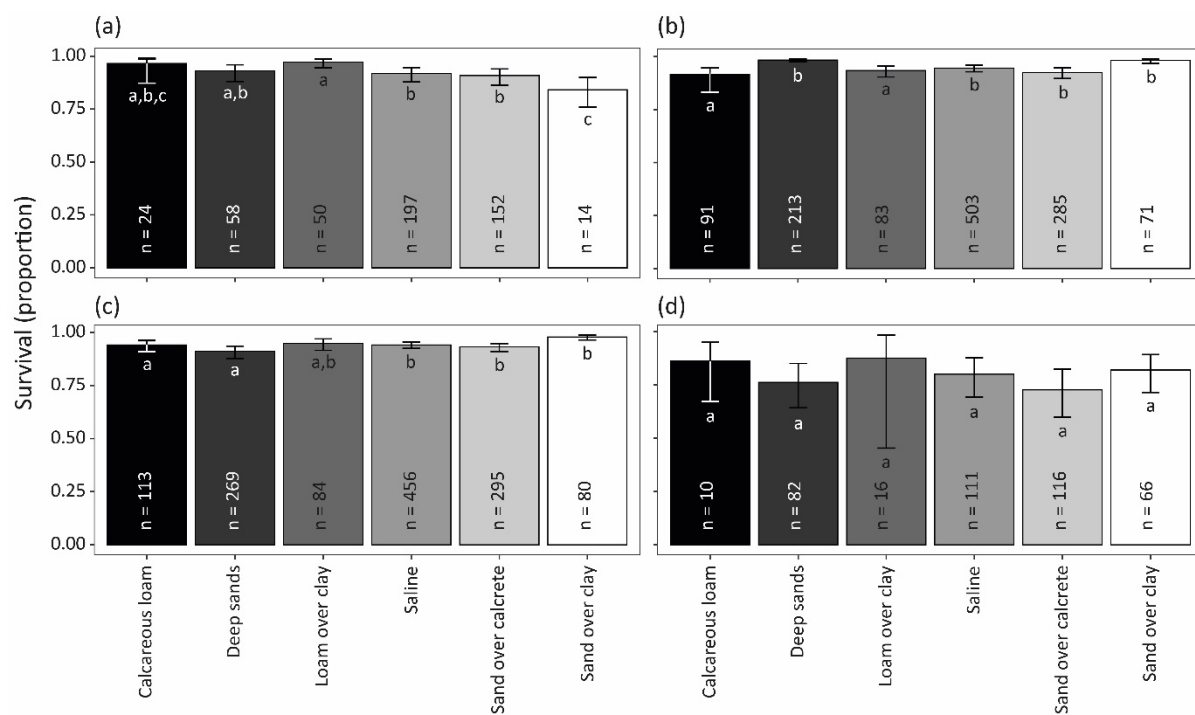 (a)
(b)
1.00
0.75
0.50
0.25
0.00
a,b,c
a,b
a
b
b
c
n = 24
n = 58
n = 50
n = 197
n = 152
n = 14
a
b
a
b
b
b
n = 91
n = 213
n = 83
n = 503
n = 285
n = 71
Survival (proportion)
(c)
(d)
1.00
0.75
0.50
0.25
0.00
a
a
a,b
b
b
b
n = 113
n = 269
n = 84
n = 456
n = 295
n = 80
a
a
a
a
a
a
n = 10
n = 82
n = 16
n = 111
n = 116
n = 66
Calcareous loam
Deep sands
Loam over clay
Saline
Sand over calcrete
Sand over clay
Calcareous loam
Deep sands
Loam over clay
Saline
Sand over calcrete
Sand over clay